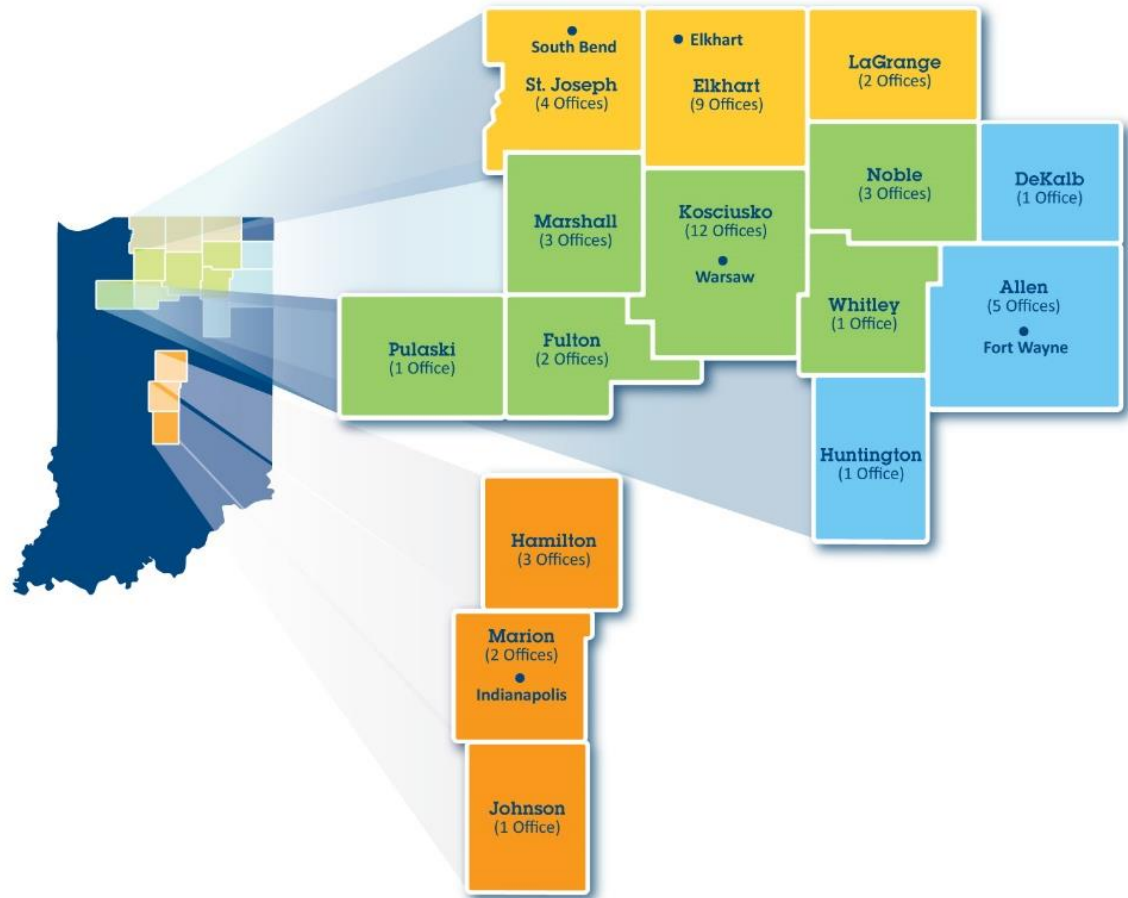 South Bend
St. Joseph
(4 Offices)
Elkhart
Elkhart
(9 Offices)
LaGrange
(2 Offices)
Marshall
(3 Offices)
Kosciusko
(12 Offices)
Warsaw
Noble
(3 Offices)
DeKalb
(1 Office)
Pulaski
(1 Office)
Fulton
(2 Offices)
Whitley
(1 Office)
Allen
(5 Offices)
Fort Wayne
Huntington
(1 Office)
Hamilton
(3 Offices)
Marion
(2 Offices)
Indianapolis
Johnson
(1 Office)